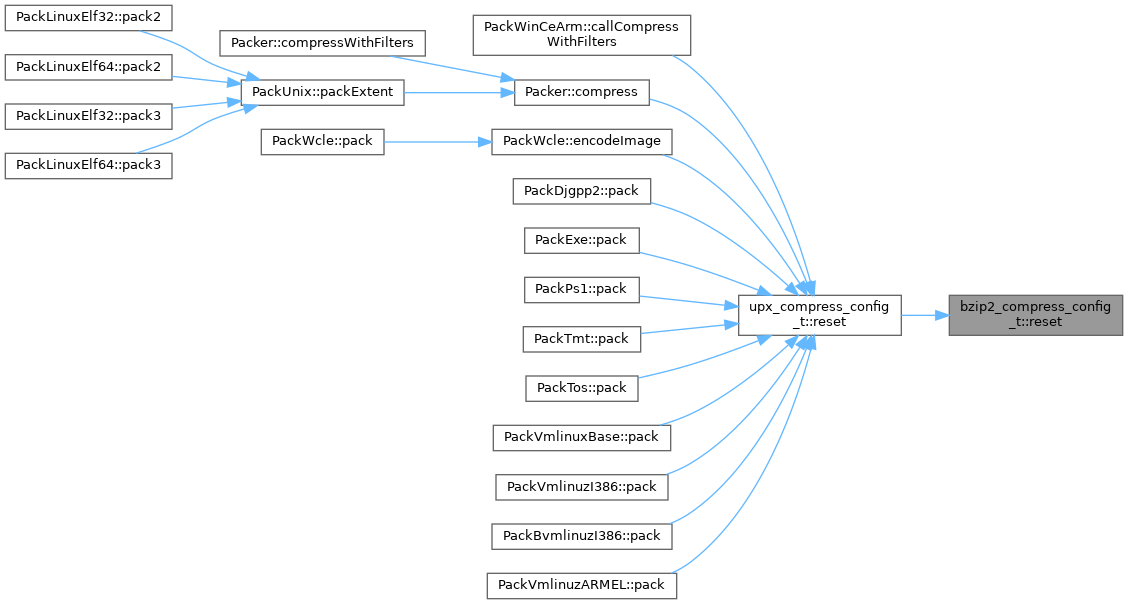 PackLinuxElf32::pack2
PackLinuxElf64::pack2
PackLinuxElf32::pack3
PackLinuxElf64::pack3
Packer::compressWithFilters
PackUnix::packExtent
PackWcle::pack
PackWinCeArm::callCompress
WithFilters
Packer::compress
PackWcle::encodeImage
PackDjgpp2::pack
PackExe::pack
PackPs1::pack
PackTmt::pack
PackTos::pack
PackVmlinuxBase::pack
PackVmlinuzI386::pack
PackBvmlinuzI386::pack
PackVmlinuzARMEL::pack
upx_compress_config
_t::reset
bzip2_compress_config
_t::reset